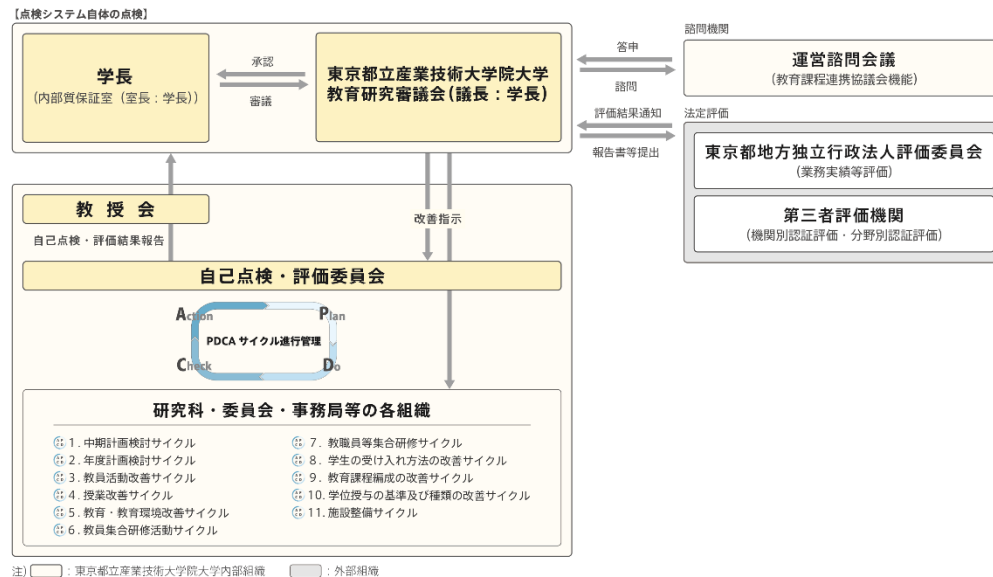 【点検システム自体の点検】
学長
(内部質保証室（室長：学長）)
承認
審議
東京都立産業技術大学院大学
教育研究審議会(議長：学長)
答申
諮問
諮問機関
運営諮問会議
(教育課程連携協議会機能)
評価結果通知
報告書等提出
法定評価
東京都地方独立行政法人評価委員会
(業務実績等評価)
第三者評価機関
(機関別認証評価・分野別認証評価)
教授会
自己点検・評価結果報告
改善指示
自己点検・評価委員会
Action
Plan
PDCA サイクル進行管理
Check
Do
研究科・委員会・事務局等の各組織
1. 中期計画検討サイクル
2. 年度計画検討サイクル
3. 教員活動改善サイクル
4. 授業改善サイクル
5. 教育・教育環境改善サイクル
6. 教員集合研修活動サイクル
7. 教職員等集合研修サイクル
8. 学生の受け入れ方法の改善サイクル
9. 教育課程編成の改善サイクル
10. 学位授与の基準及び種類の改善サイクル
11. 施設整備サイクル
注) ：東京都立産業技術大学院大学内部組織 ：外部組織